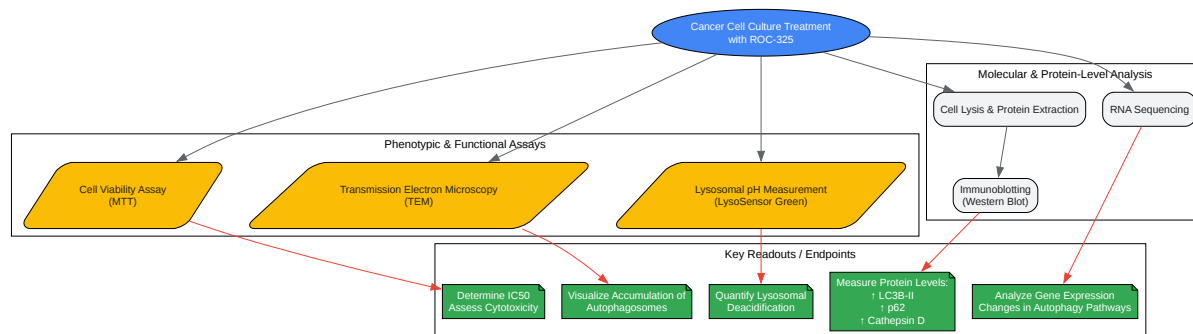 Cancer Cell Culture Treatment
with ROC-325
Molecular & Protein-Level Analysis
Cell Lysis & Protein Extraction
RNA Sequencing
Immunoblotting
(Western Blot)
Phenotypic & Functional Assays
Cell Viability Assay
(MTT)
Transmission Electron Microscopy
(TEM)
Lysosomal pH Measurement
(LysoSensor Green)
Key Readouts / Endpoints
Determine IC50
Assess Cytotoxicity
Visualize Accumulation of
Autophagosomes
Quantify Lysosomal
Deacidification
Measure Protein Levels:
↑ LC3B-II
↑ p62
↑ Cathepsin D
Analyze Gene Expression
Changes in Autophagy Pathways